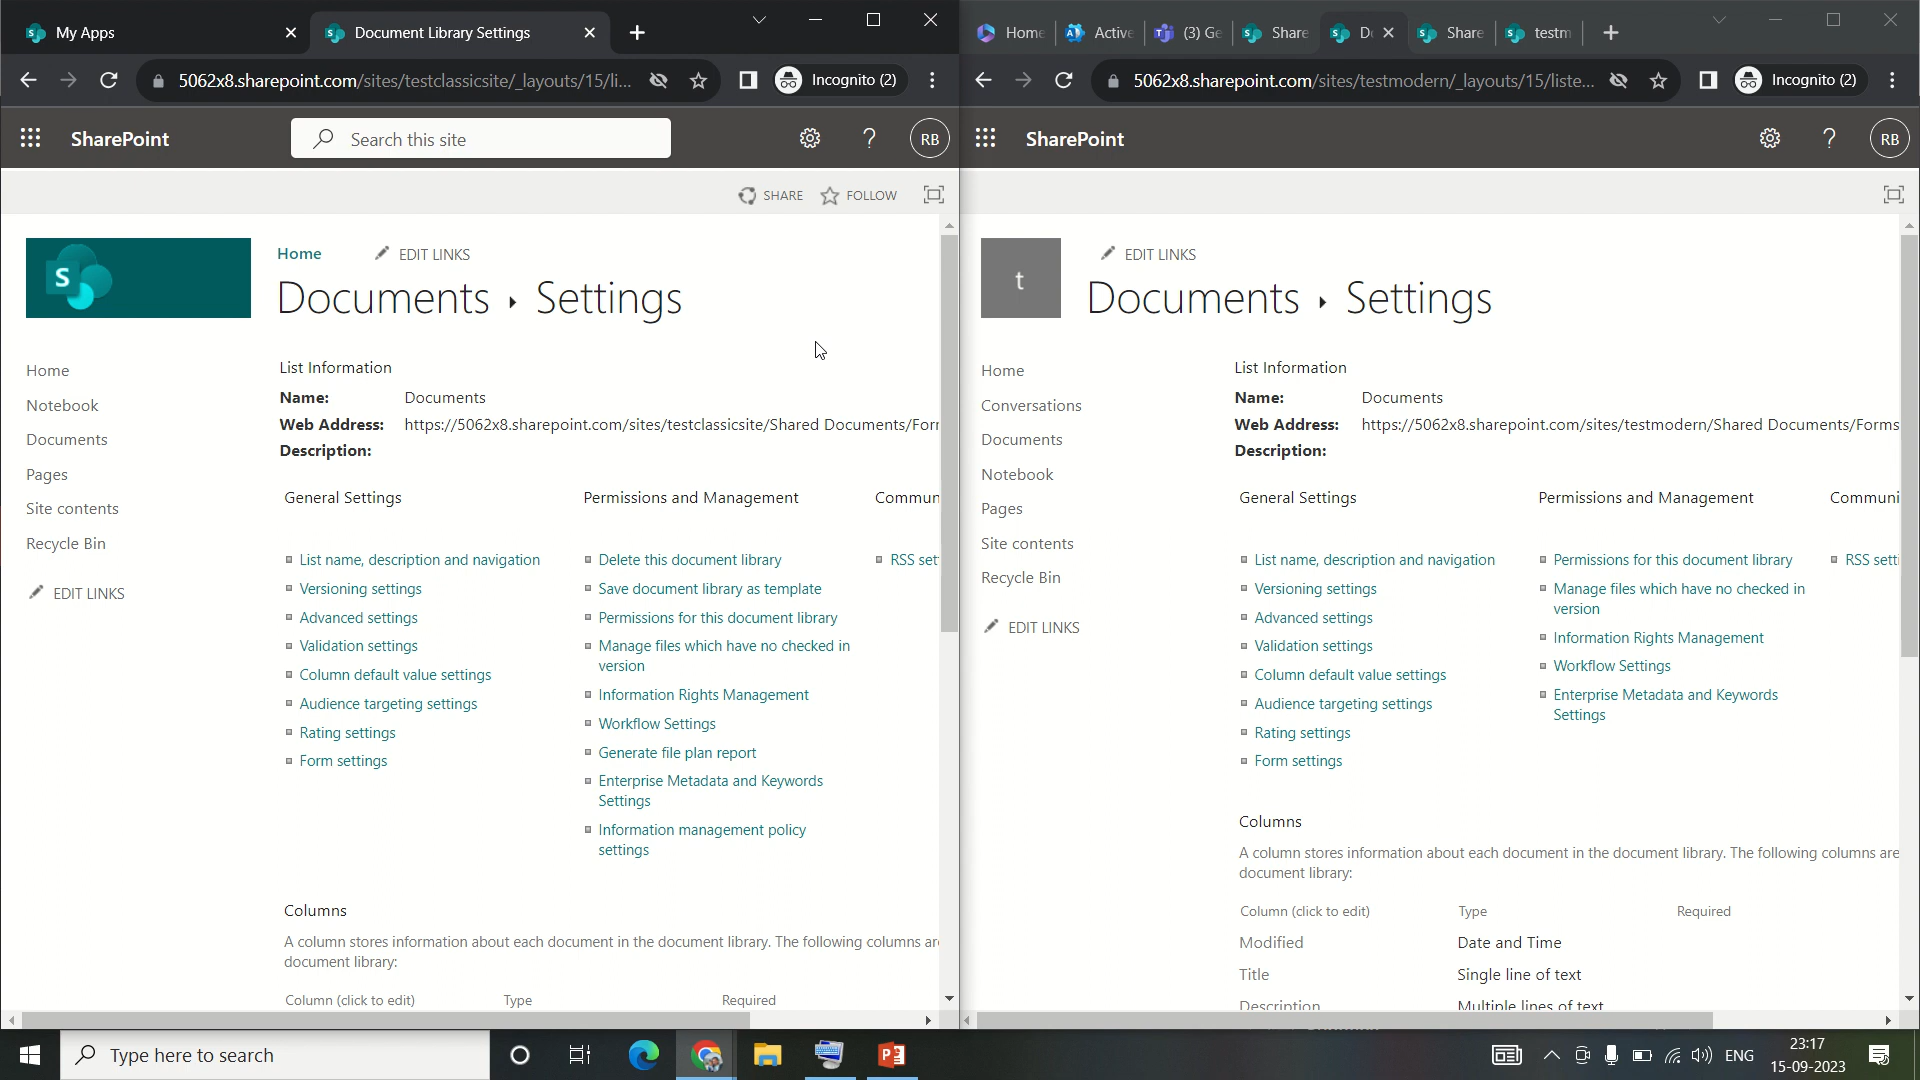 My Apps
Document Library Settings
5062x8.sharepoint.com/sites/testclassicsite/_layouts/15/li...
Incognito (2)
SharePoint
Search this site
RB
SHARE
FOLLOW
S
Home
EDIT LINKS
Documents ▸ Settings
Home
Notebook
Documents
Pages
Site contents
Recycle Bin
EDIT LINKS
List Information
Name: Documents
Web Address: https://5062x8.sharepoint.com/sites/testclassicsite/Shared Documents/Forr
Description:
General Settings
List name, description and navigation
Versioning settings
Advanced settings
Validation settings
Column default value settings
Audience targeting settings
Rating settings
Form settings
Permissions and Management
Delete this document library
Save document library as template
Permissions for this document library
Manage files which have no checked in
version
Information Rights Management
Workflow Settings
Generate file plan report
Enterprise Metadata and Keywords
Settings
Information management policy
settings
Commun
RSS set
Columns
A column stores information about each document in the document library. The following columns ar
document library:
Column (click to edit) Type Required
Home
Active
(3) Ge
Share
Do
Share
testm
5062x8.sharepoint.com/sites/testmodern/_layouts/15/liste...
Incognito (2)
SharePoint
RB
t
EDIT LINKS
Documents ▸ Settings
Home
Conversations
Documents
Notebook
Pages
Site contents
Recycle Bin
EDIT LINKS
List Information
Name: Documents
Web Address: https://5062x8.sharepoint.com/sites/testmodern/Shared Documents/Forms
Description:
General Settings
List name, description and navigation
Versioning settings
Advanced settings
Validation settings
Column default value settings
Audience targeting settings
Rating settings
Form settings
Permissions and Management
Permissions for this document library
Manage files which have no checked in
version
Information Rights Management
Workflow Settings
Enterprise Metadata and Keywords
Settings
Communi
RSS setti
Columns
A column stores information about each document in the document library. The following columns are
document library:
Column (click to edit) Type Required
Modified Date and Time
Title Single line of text
Description Multiple lines of text
Type here to search
ENG
23:17
15-09-2023